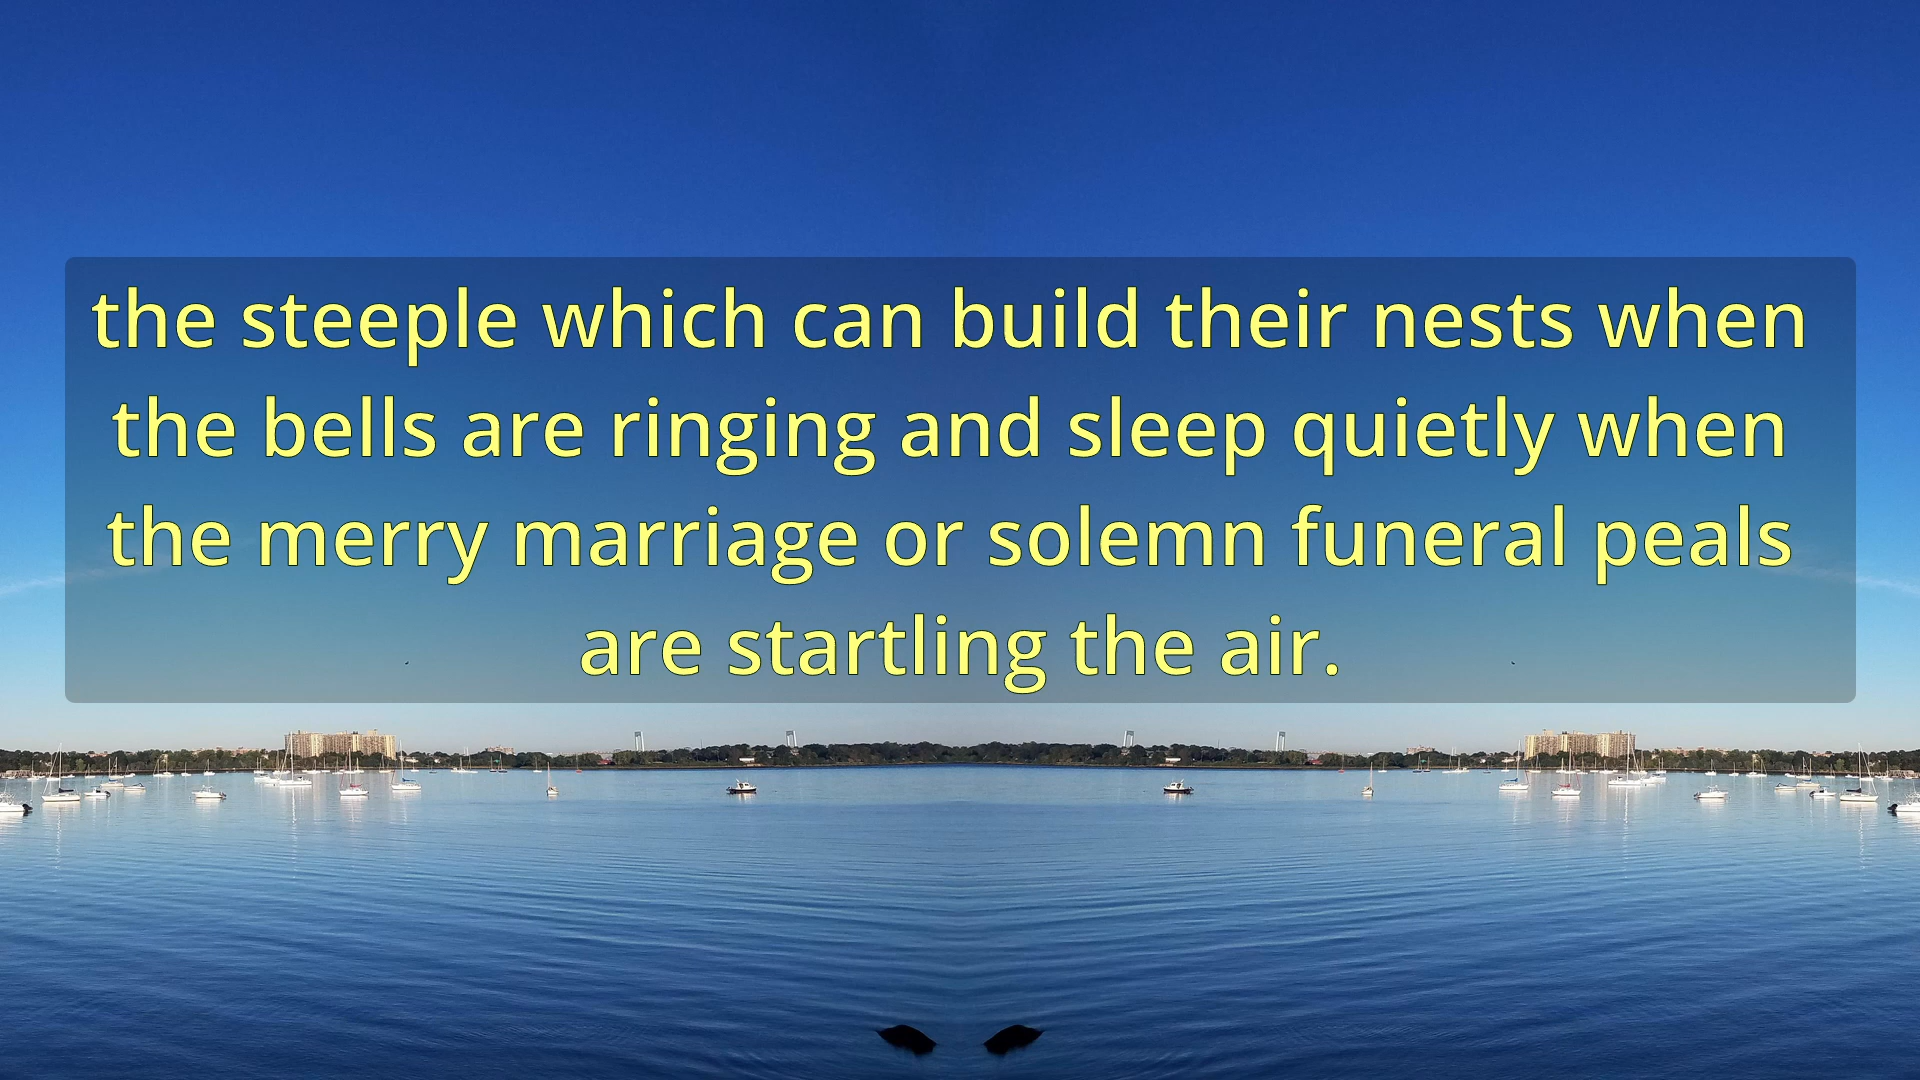 the steeple which can build their nests when
the bells are ringing and sleep quietly when
the merry marriage or solemn funeral peals
are startling the air.